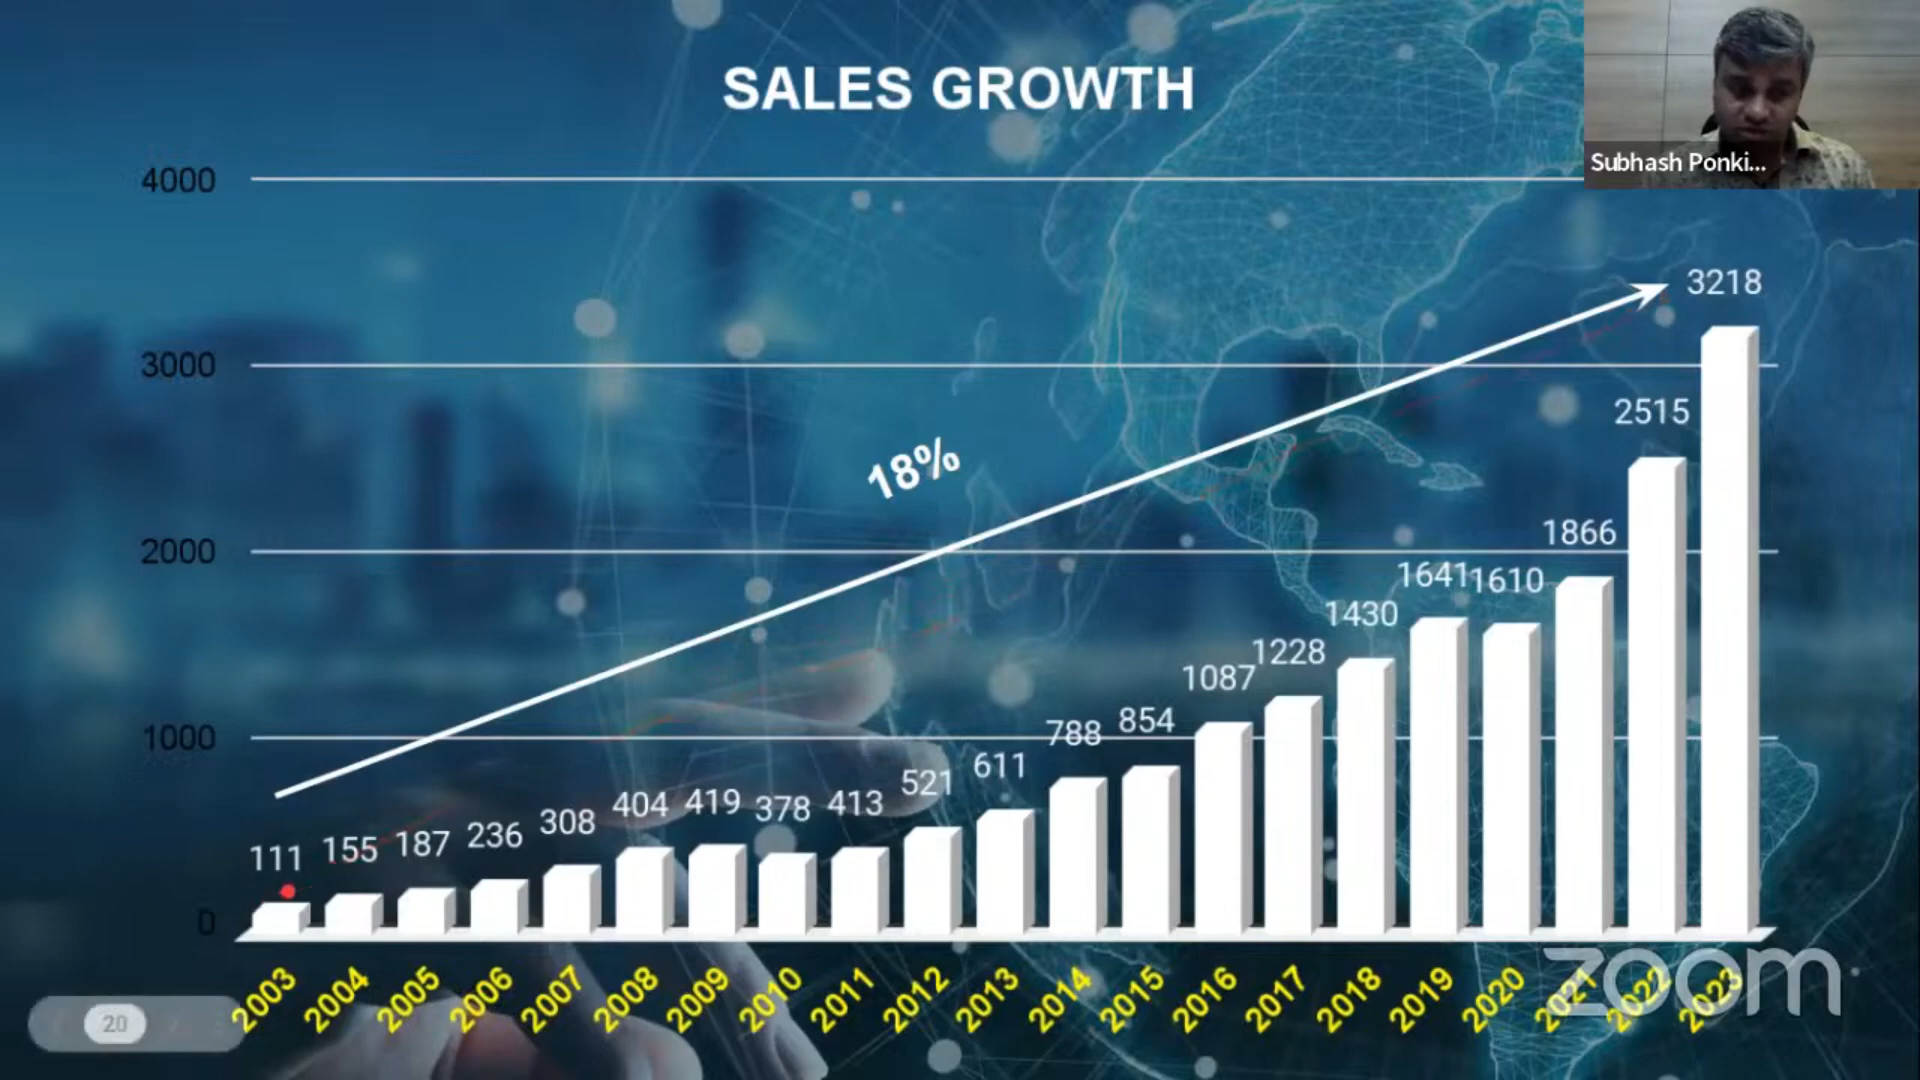 SALES GROWTH
Subhash Ponki...
4000
3000
2000
1000
0
18%
111 155 187 236 308 404 419 378 413 521 611 788 854 1087 1228 1430 1641 1610 1866 2515 3218
2003 2004 2005 2006 2007 2008 2009 2010 2011 2012 2013 2014 2015 2016 2017 2018 2019 2020 2021 2022 2023
20
zoom